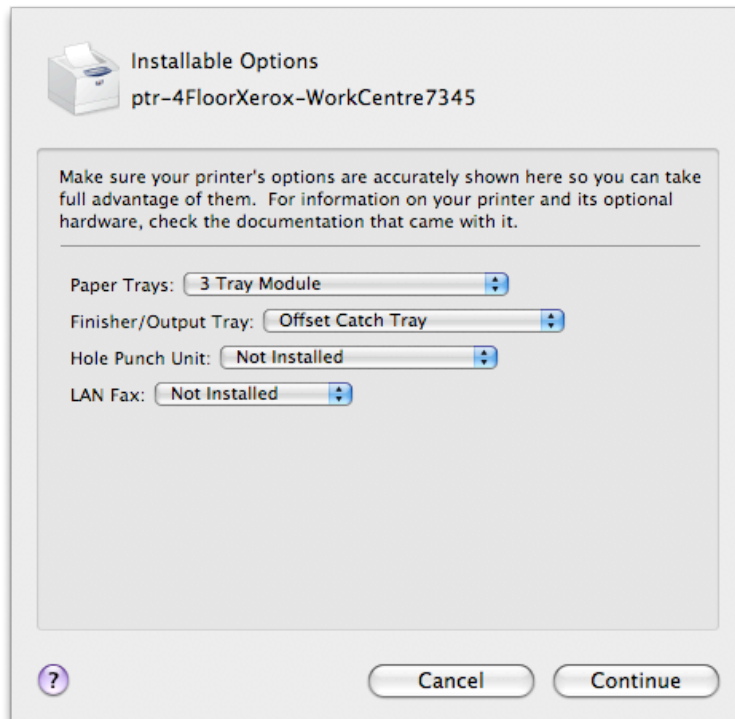 Installable Options
ptr-4FloorXerox-WorkCentre7345
Make sure your printer's options are accurately shown here so you can take
full advantage of them.  For information on your printer and its optional
hardware, check the documentation that came with it.
Paper Trays: 3 Tray Module
Finisher/Output Tray: Offset Catch Tray
Hole Punch Unit: Not Installed
LAN Fax: Not Installed
? Cancel Continue